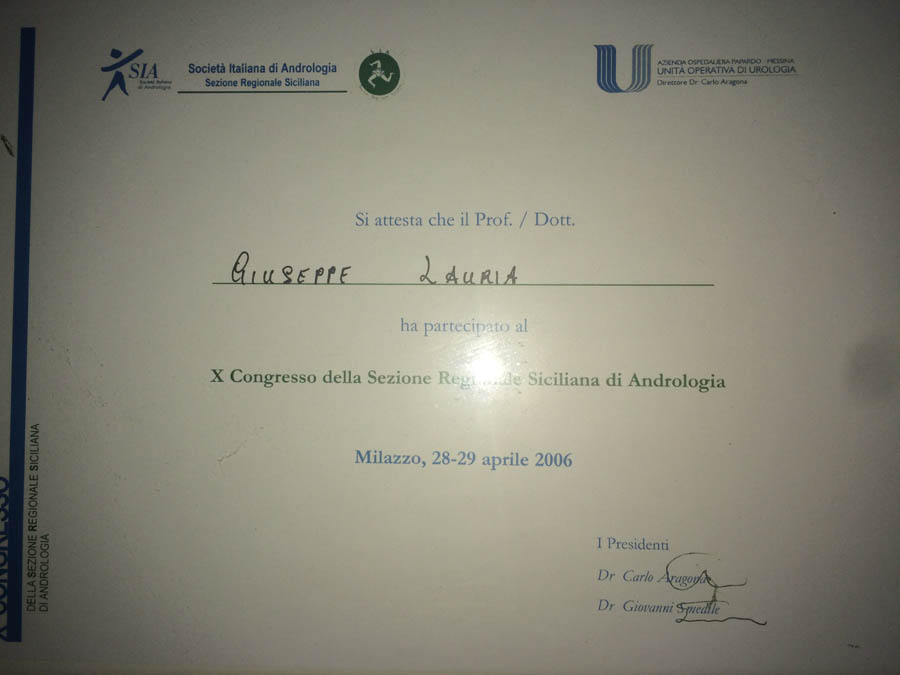 SIA
Società Italiana
di Andrologia
Società Italiana di Andrologia
Sezione Regionale Siciliana
AZIENDA OSPEDALIERA PAPARDO - MESSINA
UNITÀ OPERATIVA DI UROLOGIA
Direttore Dr. Carlo Aragona
Si attesta che il Prof. / Dott.
GIUSEPPE LAURIA
ha partecipato al
X Congresso della Sezione Regionale Siciliana di Andrologia
Milazzo, 28-29 aprile 2006
I Presidenti
Dr Carlo Aragona
Dr Giovanni
X CONGRESSO
DELLA SEZIONE REGIONALE SICILIANA
DI ANDROLOGIA